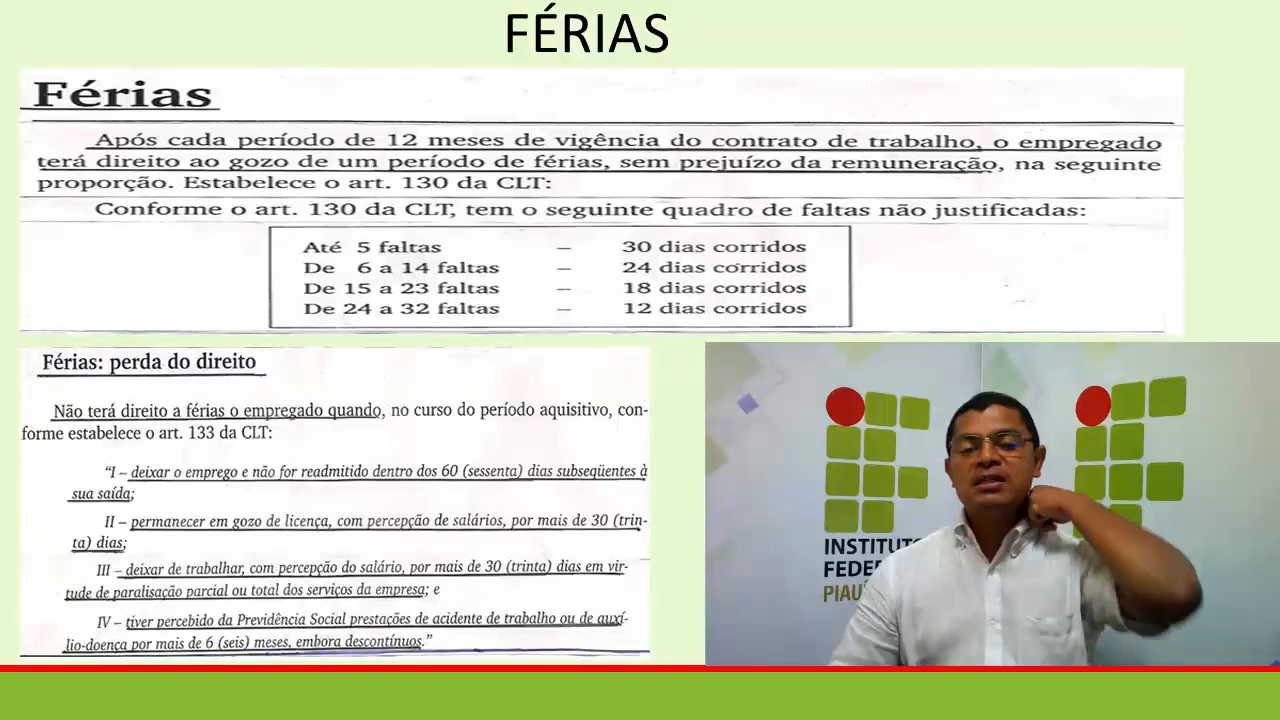 FÉRIAS
Férias
Após cada período de 12 meses de vigência do contrato de trabalho, o empregado
terá direito ao gozo de um período de férias, sem prejuízo da remuneração, na seguinte
proporção. Estabelece o art. 130 da CLT:
Conforme o art. 130 da CLT, tem o seguinte quadro de faltas não justificadas:
Até 5 faltas – 30 dias corridos
De 6 a 14 faltas – 24 dias corridos
De 15 a 23 faltas – 18 dias corridos
De 24 a 32 faltas – 12 dias corridos
Férias: perda do direito
Não terá direito a férias o empregado quando, no curso do período aquisitivo, con-
forme estabelece o art. 133 da CLT:
"I – deixar o emprego e não for readmitido dentro dos 60 (sessenta) dias subseqüentes à
sua saída;
II – permanecer em gozo de licença, com percepção de salários, por mais de 30 (trin-
ta) dias;
III – deixar de trabalhar, com percepção do salário, por mais de 30 (trinta) dias em vir-
tude de paralisação parcial ou total dos serviços da empresa; e
IV – tiver percebido da Previdência Social prestações de acidente de trabalho ou de auxí-
lio-doença por mais de 6 (seis) meses, embora descontínuos."
INSTITUTO
FEDER
PIAUÍ